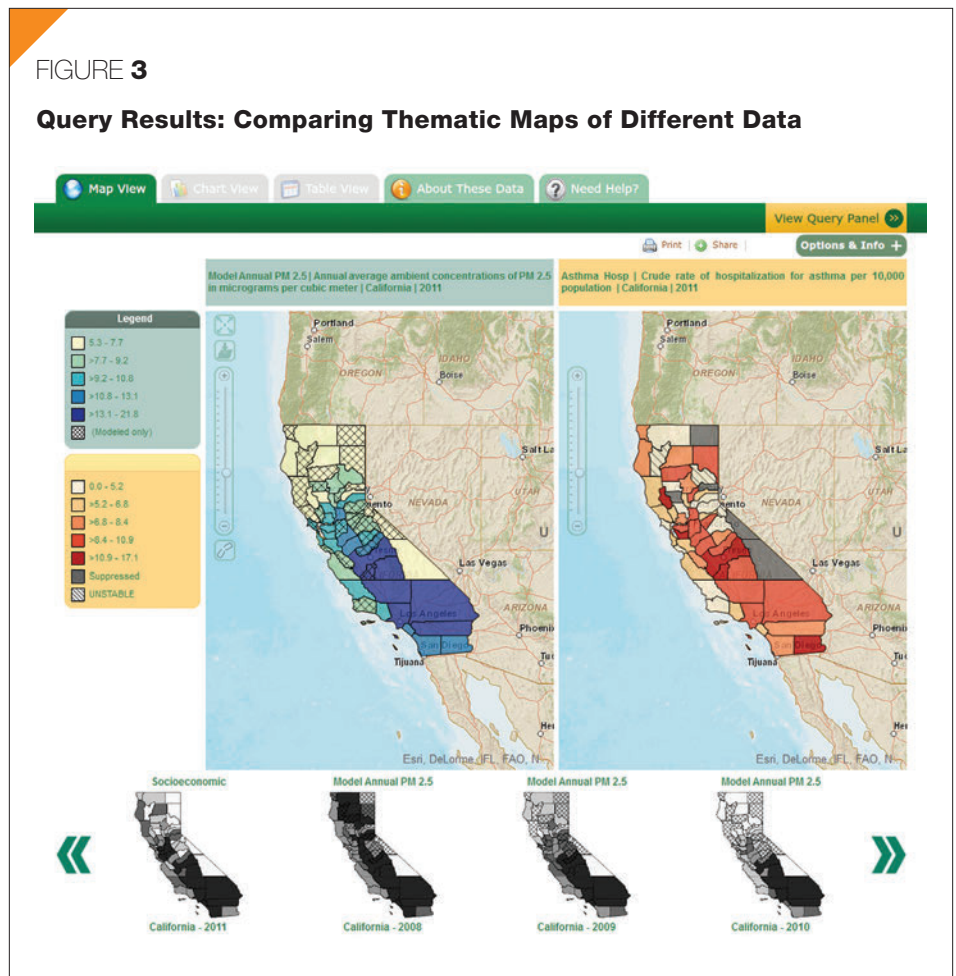 FIGURE 3
Query Results: Comparing Thematic Maps of Different Data
Map View
Chart View
Table View
About These Data
Need Help?
View Query Panel
Print | Share |
Options & Info +
Model Annual PM 2.5 | Annual average ambient concentrations of PM 2.5
in micrograms per cubic meter | California | 2011
Asthma Hosp | Crude rate of hospitalization for asthma per 10,000
population | California | 2011
Legend
5.3 - 7.7
>7.7 - 9.2
>9.2 - 10.8
>10.8 - 13.1
>13.1 - 21.8
(Modeled only)
0.0 - 5.2
>5.2 - 6.8
>6.8 - 8.4
>8.4 - 10.9
>10.9 - 17.1
Suppressed
UNSTABLE
Portland
Salem
IDAHO
OREGON
Boise
Salt La
ento
NEVADA
UTAH
U
Las Vegas
Los Angeles
ARIZONA
Phoenix
San Diego
Tijuana
Tu
Her
Esri, DeLorme, IFL, FAO, N
Portland
Salem
IDAHO
OREGON
Boise
Salt La
ento
NEVADA
UTAH
U
Las Vegas
Los Angeles
ARIZONA
Phoeni
San Diego
Tijuana
Tu
Her
Esri, DeLorme, IFL, FAO, N
Socioeconomic
Model Annual PM 2.5
Model Annual PM 2.5
Model Annual PM 2.5
California - 2011
California - 2008
California - 2009
California - 2010